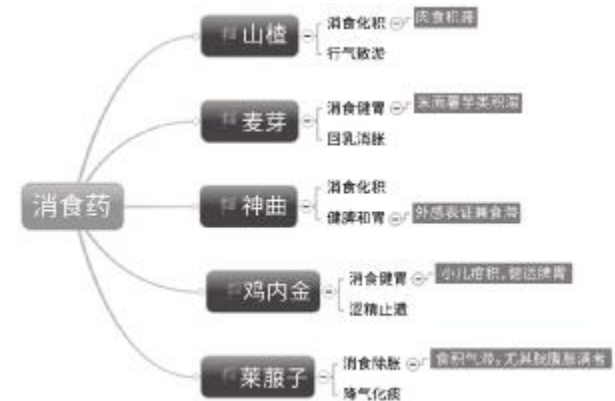 消食药
山楂
消食化积
肉食积滞
行气散瘀
麦芽
消食健胃
米面薯芋类积滞
回乳消胀
神曲
消食化积
健脾和胃
外感表证兼食滞
鸡内金
消食健胃
小儿疳积，健运脾胃
涩精止遗
莱菔子
消食除胀
食积气滞，尤其脘腹胀满者
降气化痰